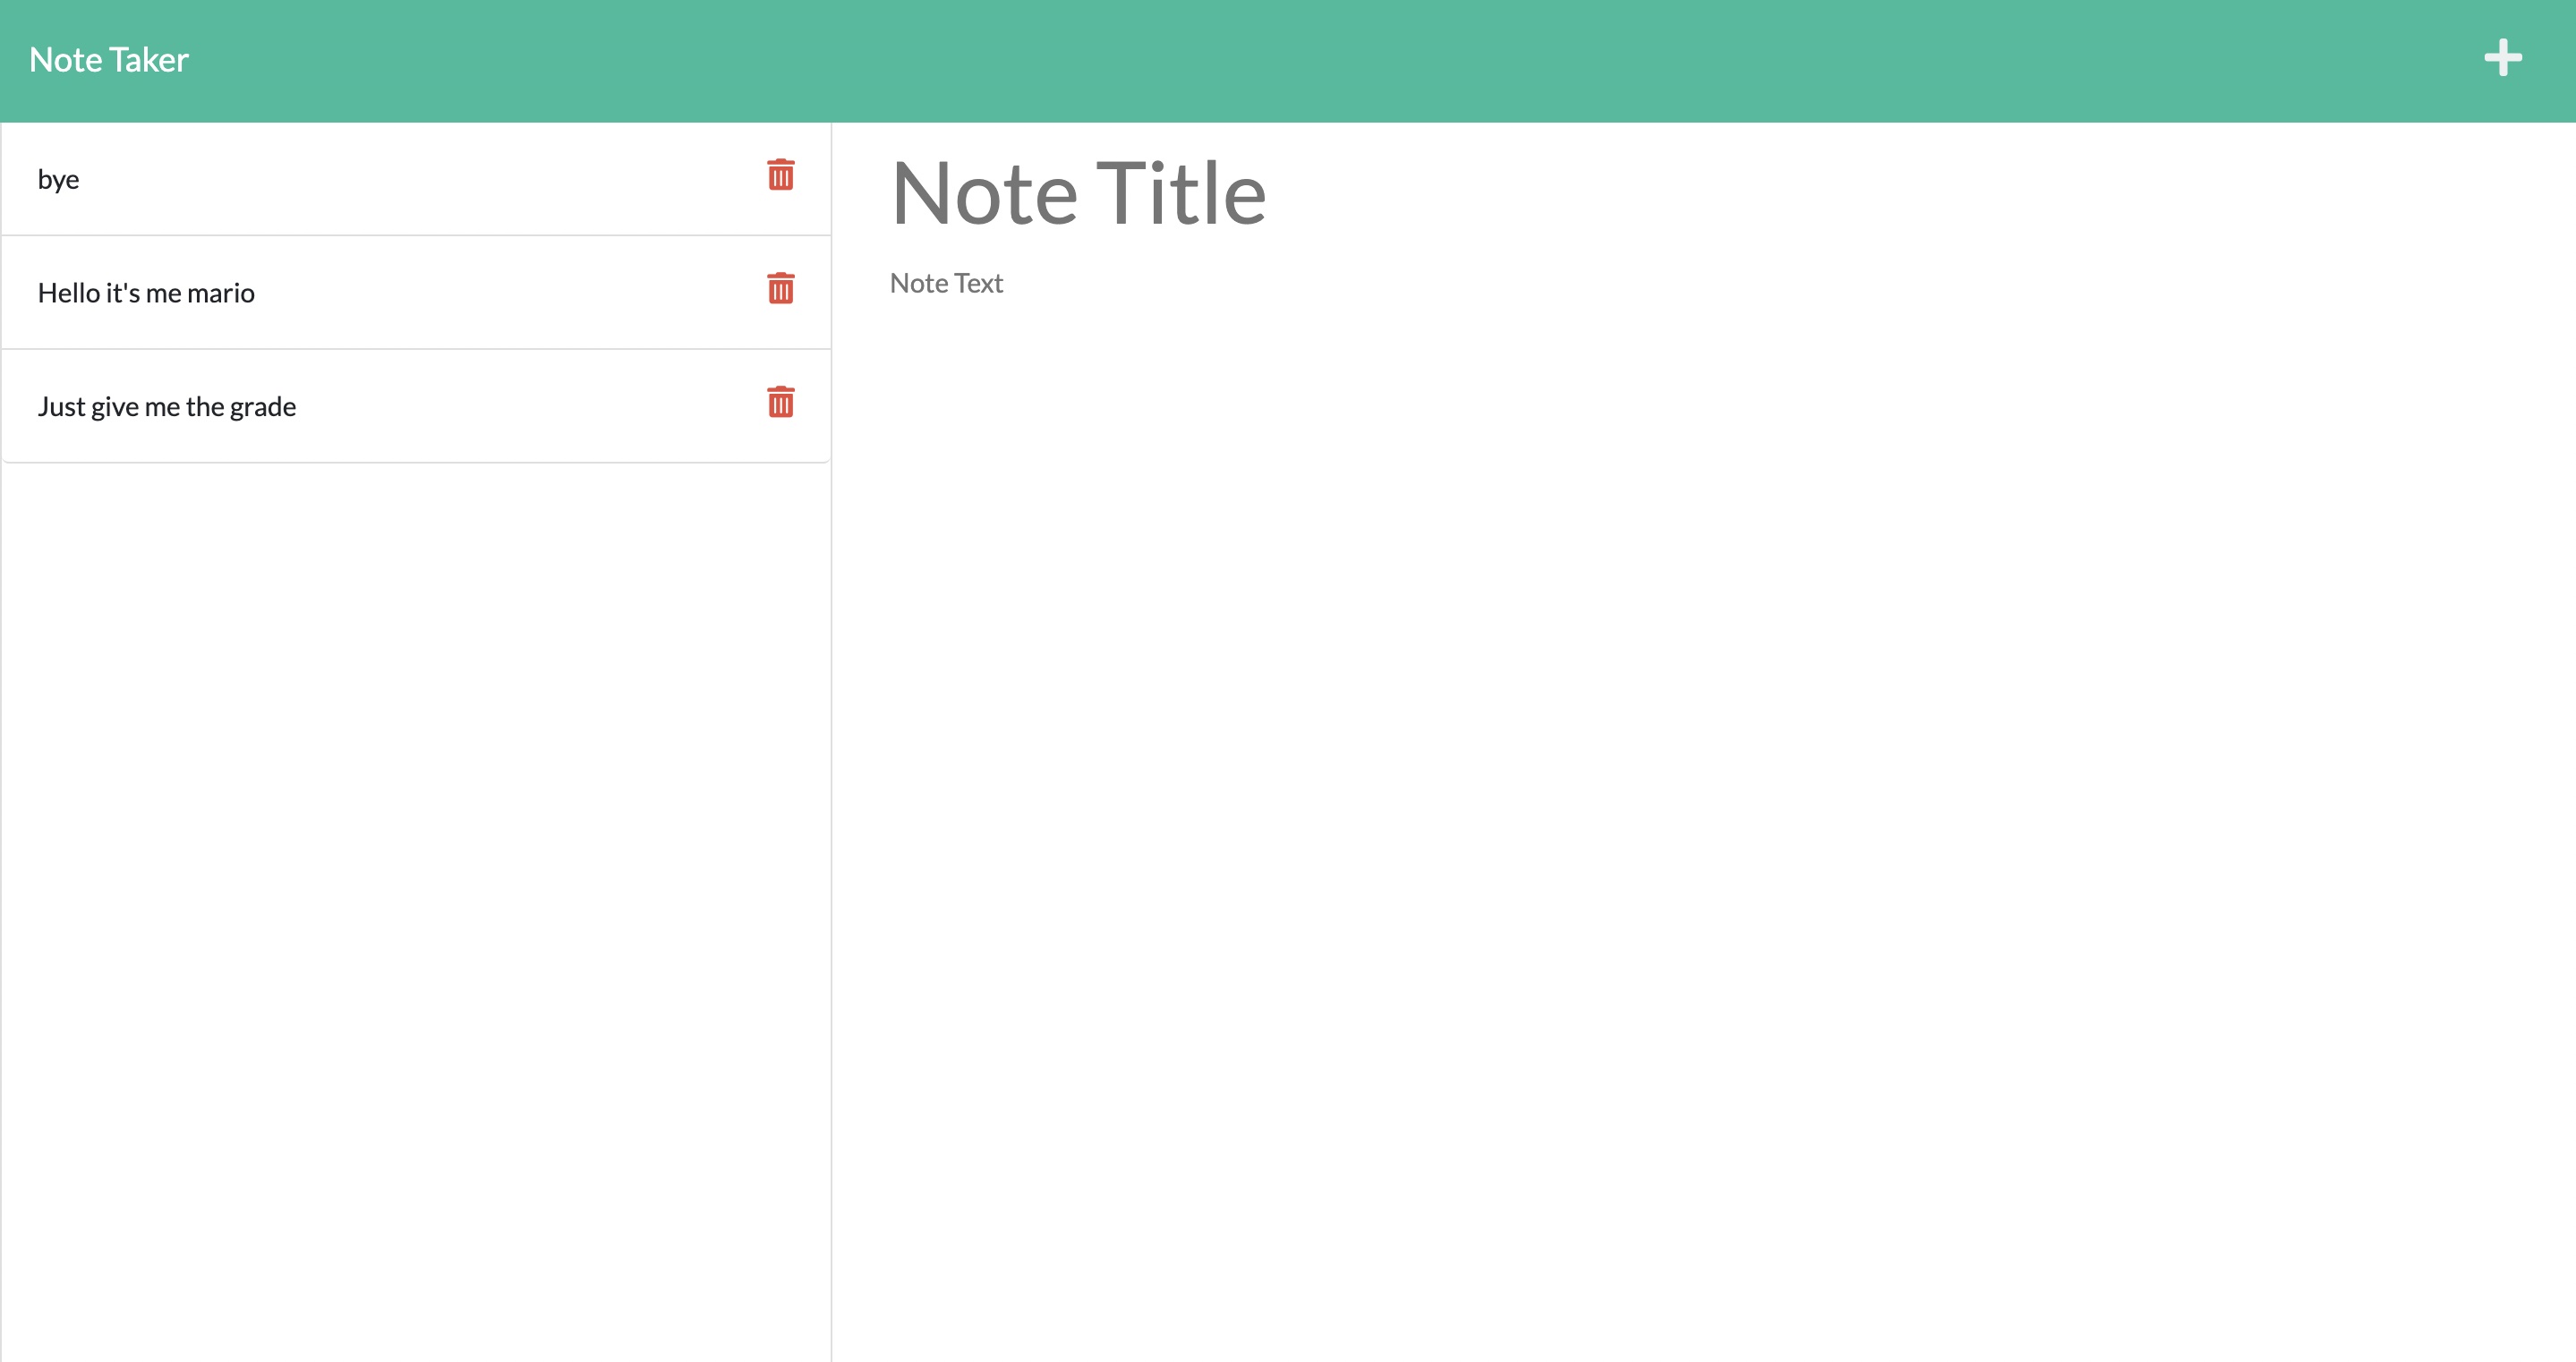 Note Taker
bye
Hello it's me mario
Just give me the grade
Note Title
Note Text